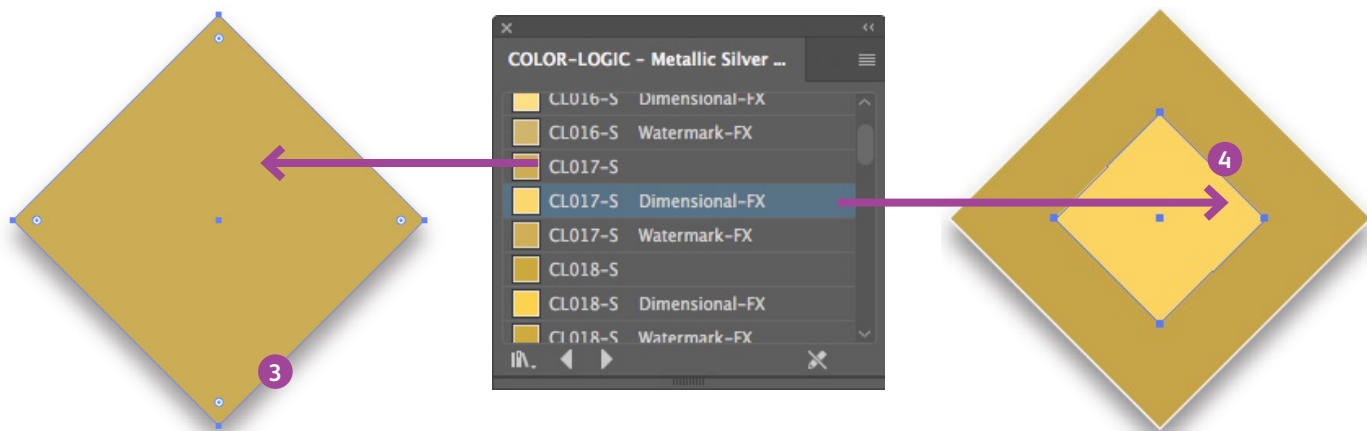 COLOR-LOGIC - Metallic Silver ...
CL016-S Dimensional-FX
CL016-S Watermark-FX
CL017-S
CL017-S Dimensional-FX
CL017-S Watermark-FX
CL018-S
CL018-S Dimensional-FX
CL018-S Watermark-FX
3
4